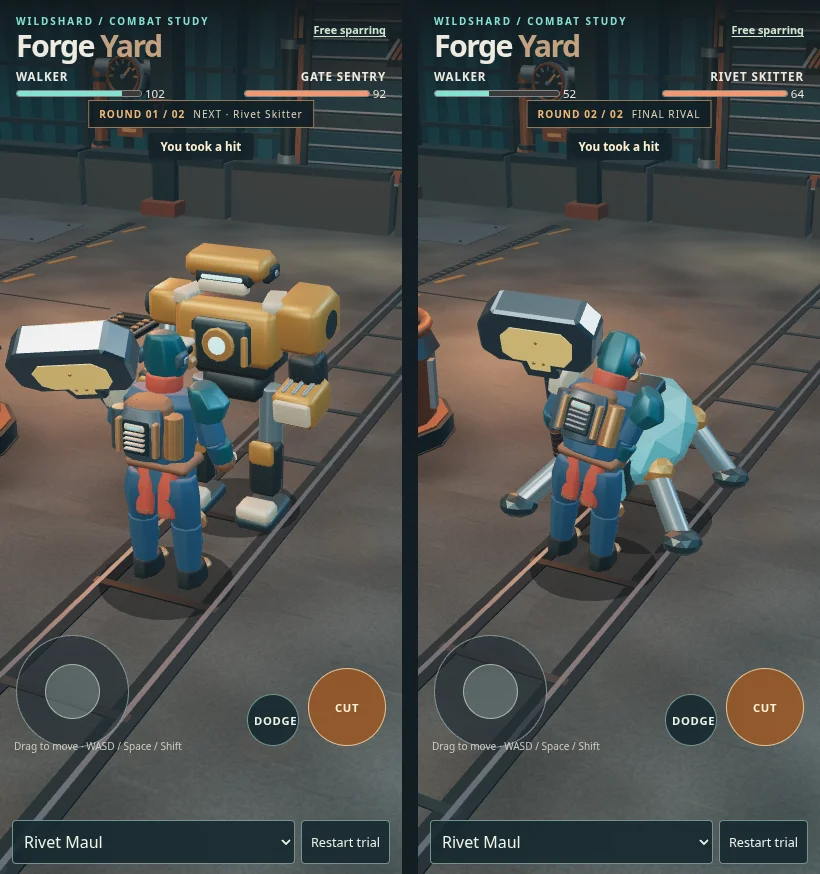 WILDSHARD / COMBAT STUDY
Forge Yard
Free sparring
WALKER
GATE SENTRY
102
92
ROUND 01 / 02 NEXT · Rivet Skitter
You took a hit
DODGE
CUT
Drag to move · WASD / Space / Shift
Rivet Maul
Restart trial
WILDSHARD / COMBAT STUDY
Forge Yard
Free sparring
WALKER
RIVET SKITTER
52
64
ROUND 02 / 02 FINAL RIVAL
You took a hit
DODGE
CUT
Drag to move · WASD / Space / Shift
Rivet Maul
Restart trial